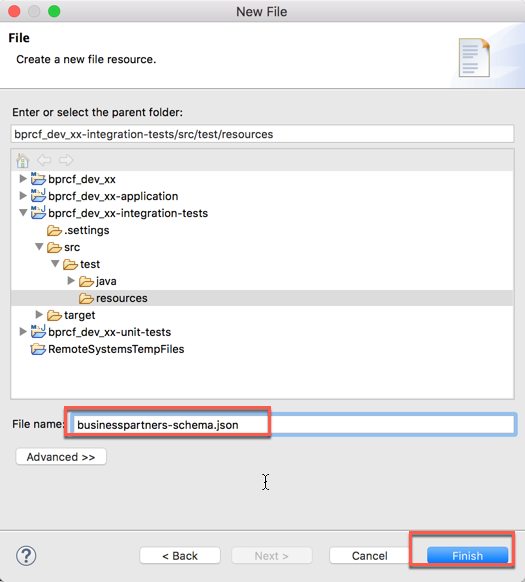 New File
File
Create a new file resource.
Enter or select the parent folder:
bprcf_dev_xx-integration-tests/src/test/resources
bprcf_dev_xx
bprcf_dev_xx-application
bprcf_dev_xx-integration-tests
.settings
src
test
java
resources
target
bprcf_dev_xx-unit-tests
RemoteSystemsTempFiles
File name: businesspartners-schema.json
Advanced >>
? < Back Next > Cancel Finish